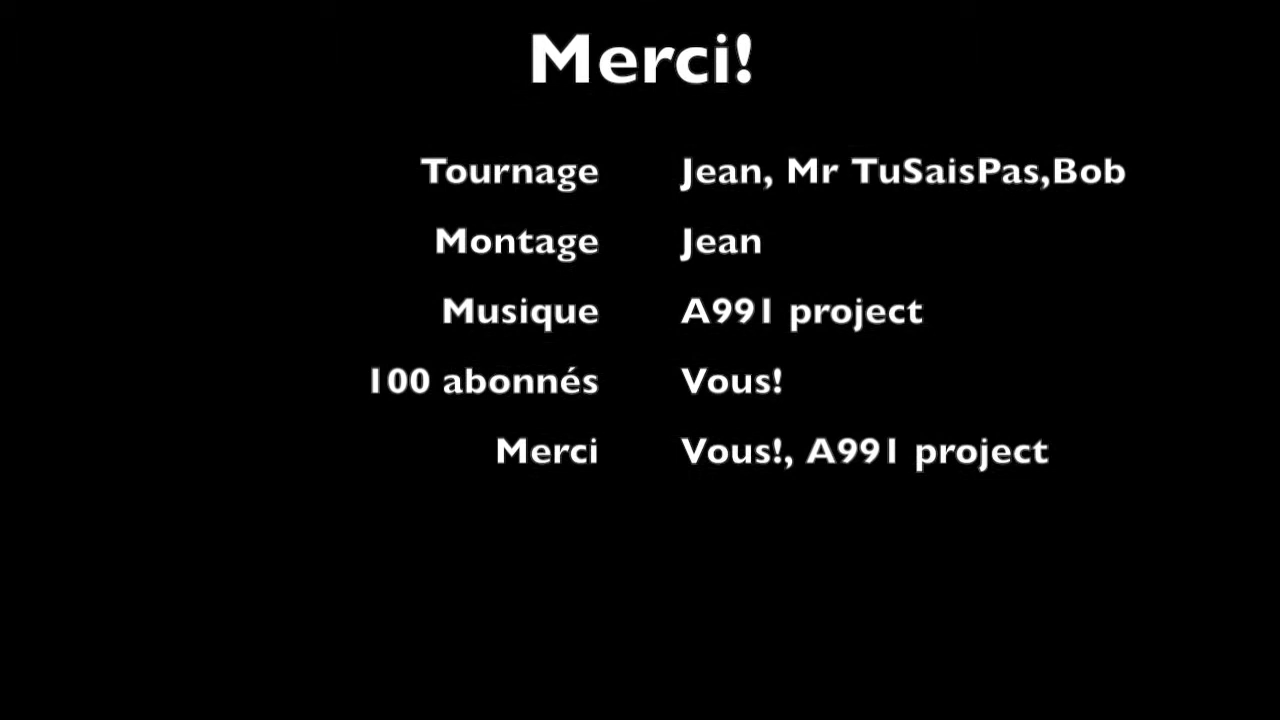 Merci!
Tournage Jean, Mr TuSaisPas,Bob
Montage Jean
Musique A991 project
100 abonnés Vous!
Merci Vous!, A991 project